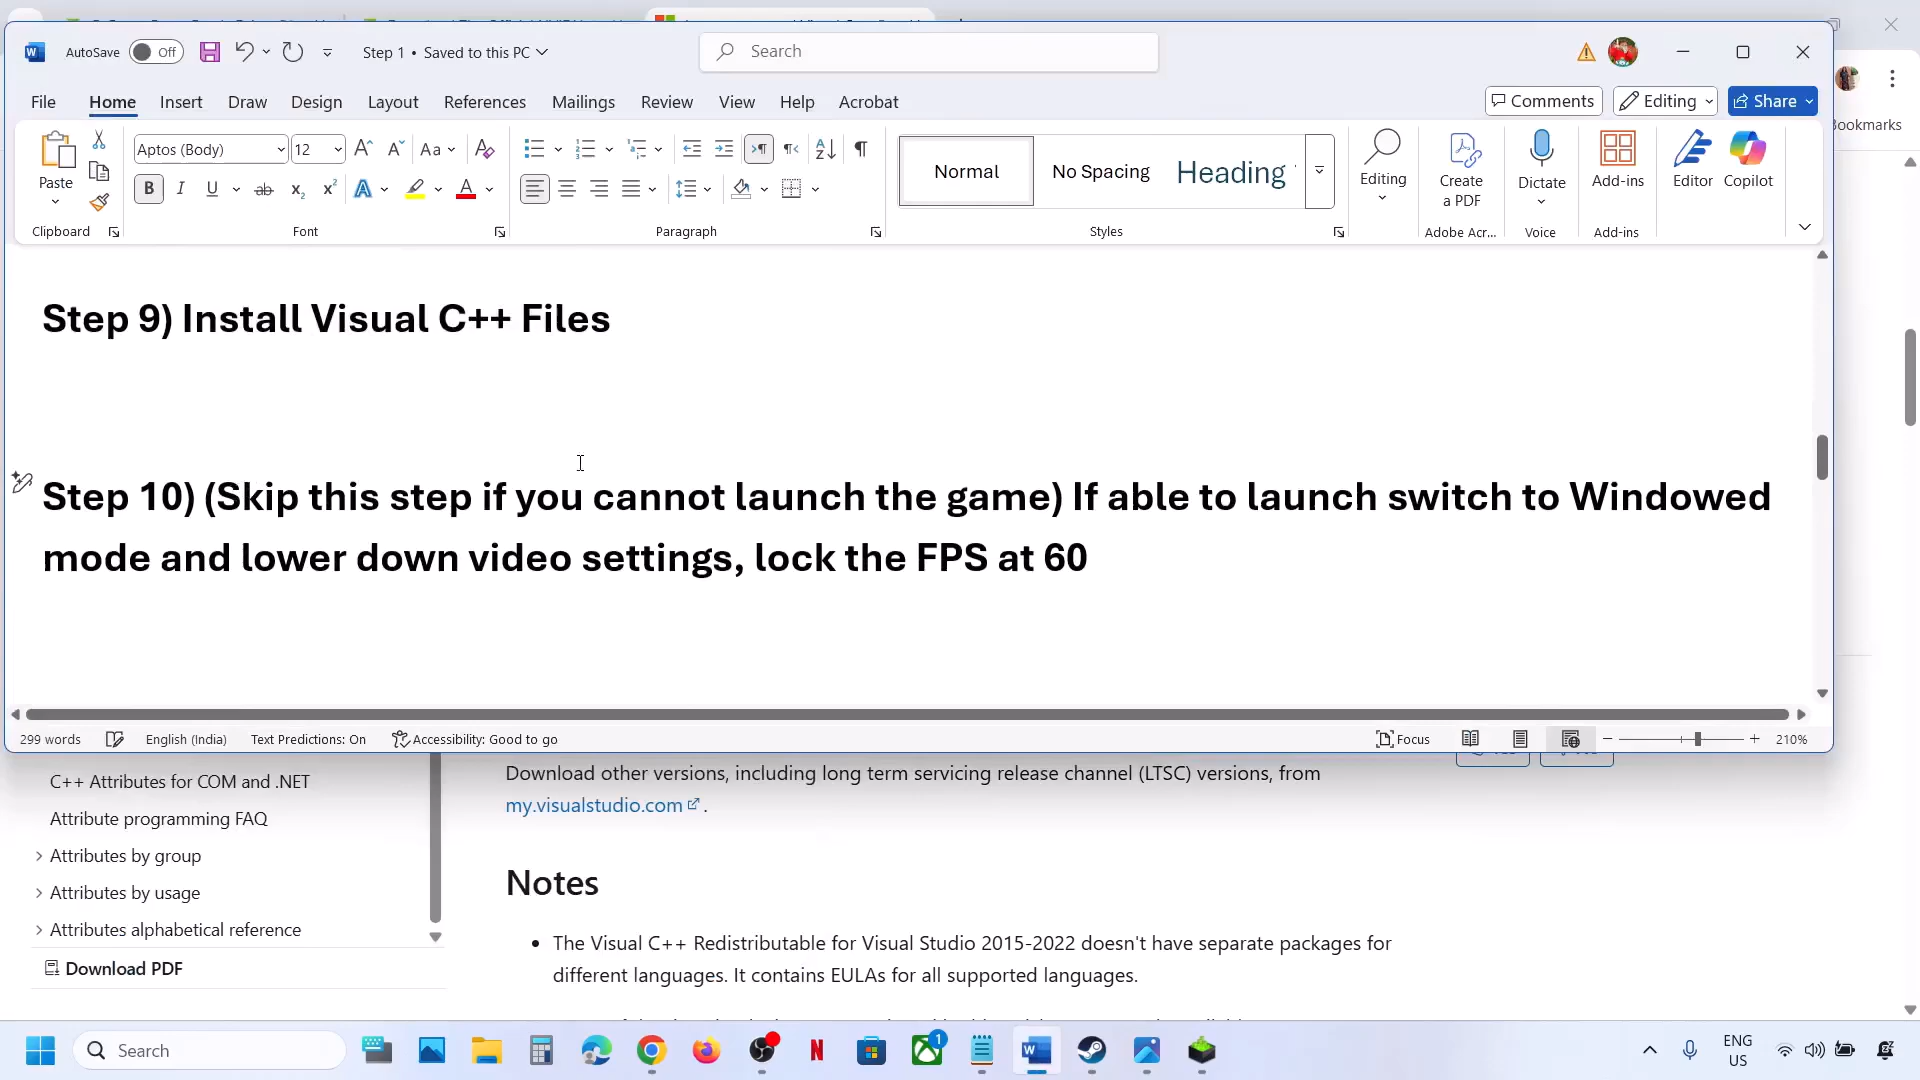 AutoSave Off Step 1 • Saved to this PC Search
File Home Insert Draw Design Layout References Mailings Review View Help Acrobat Comments Editing Share
Bookmarks
Aptos (Body) 12
Paste
Normal No Spacing Heading
Editing Create a PDF Dictate Add-ins Editor Copilot
Clipboard Font Paragraph Styles Adobe Acr... Voice Add-ins
Step 9) Install Visual C++ Files
Step 10) (Skip this step if you cannot launch the game) If able to launch switch to Windowed
mode and lower down video settings, lock the FPS at 60
299 words English (India) Text Predictions: On Accessibility: Good to go Focus 210%
C++ Attributes for COM and .NET
Attribute programming FAQ
Attributes by group
Attributes by usage
Attributes alphabetical reference
Download PDF
Download other versions, including long term servicing release channel (LTSC) versions, from
my.visualstudio.com .
Notes
• The Visual C++ Redistributable for Visual Studio 2015-2022 doesn't have separate packages for
different languages. It contains EULAs for all supported languages.
Search
1
ENG
US